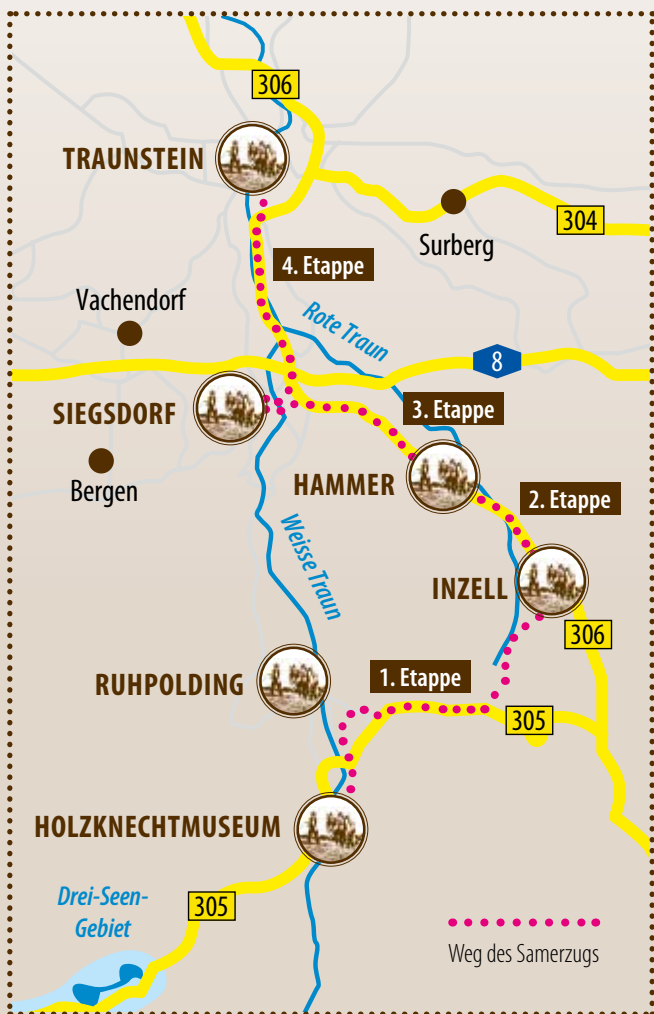 306
TRAUNSTEIN
Surberg
304
4. Etappe
Vachendorf
Rote Traun
8
SIEGSDORF
3. Etappe
Bergen
HAMMER
2. Etappe
Weisse Traun
INZELL
306
RUHPOLDING
1. Etappe
305
HOLZKNECHTMUSEUM
Drei-Seen-
Gebiet
305
Weg des Samerzugs